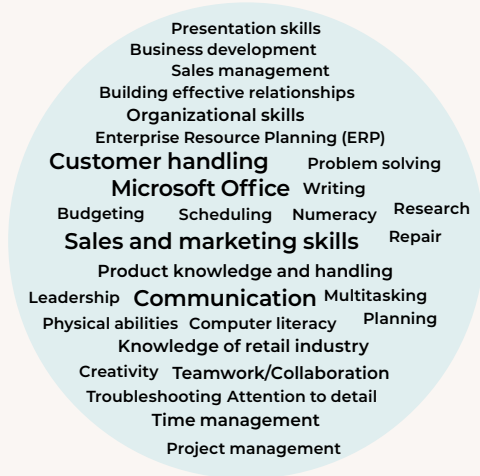 Presentation skills
Business development
Sales management
Building effective relationships
Organizational skills
Enterprise Resource Planning (ERP)
Customer handling Problem solving
Microsoft Office Writing
Budgeting Scheduling Numeracy Research
Sales and marketing skills Repair
Product knowledge and handling
Leadership Communication Multitasking
Physical abilities Computer literacy Planning
Knowledge of retail industry
Creativity Teamwork/Collaboration
Troubleshooting Attention to detail
Time management
Project management